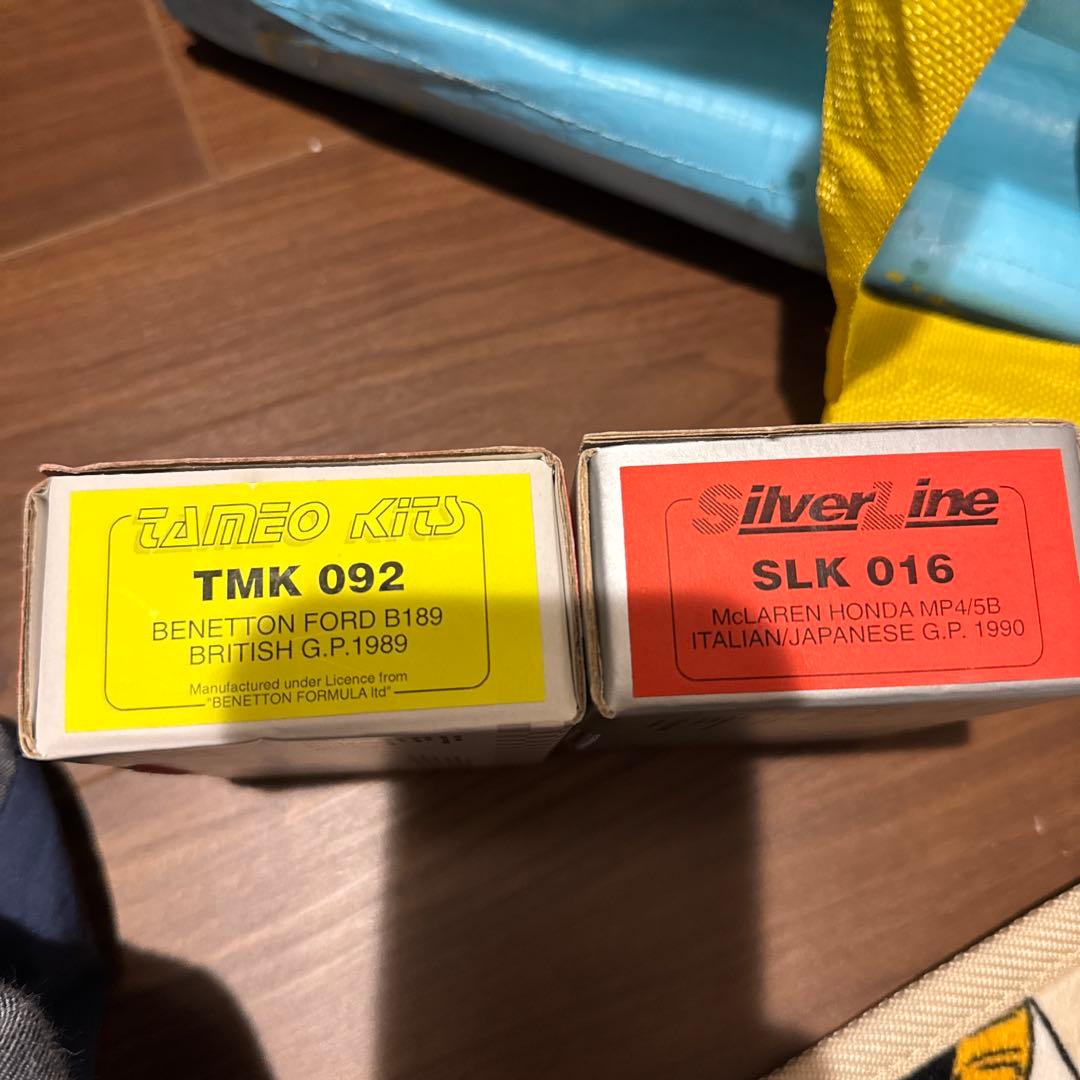 TAMEO KITS
TMK 092
BENETTON FORD B189
BRITISH G.P.1989
Manufactured under Licence from
"BENETTON FORMULA ltd"
SilverLine
SLK 016
McLAREN HONDA MP4/5B
ITALIAN/JAPANESE G.P. 1990